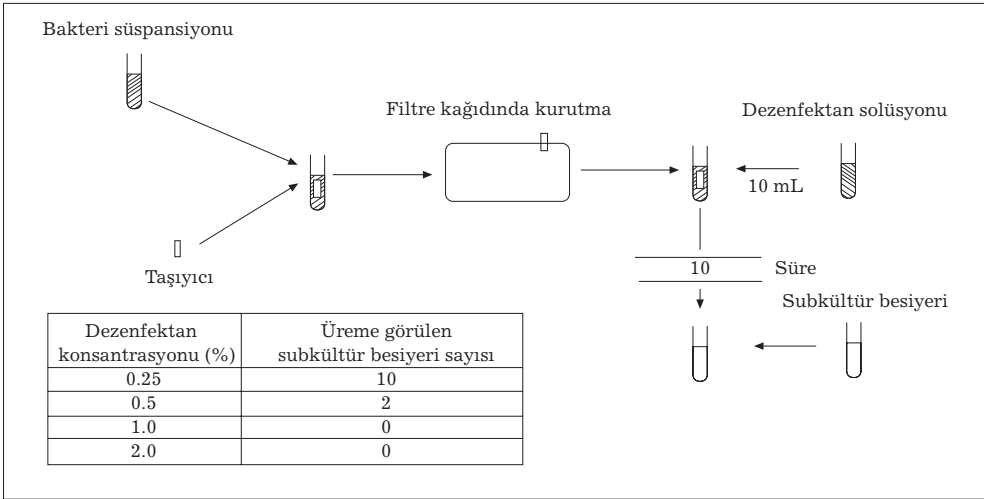 Bakteri süspansiyonu
Filtre kağıdında kurutma
Dezenfektan solüsyonu
10 mL
Taşıyıcı
10
Süre
Subkültür besiyeri
Dezenfektan konsantrasyonu (%)
Üreme görülen subkültür besiyeri sayısı
0.25 10
0.5 2
1.0 0
2.0 0